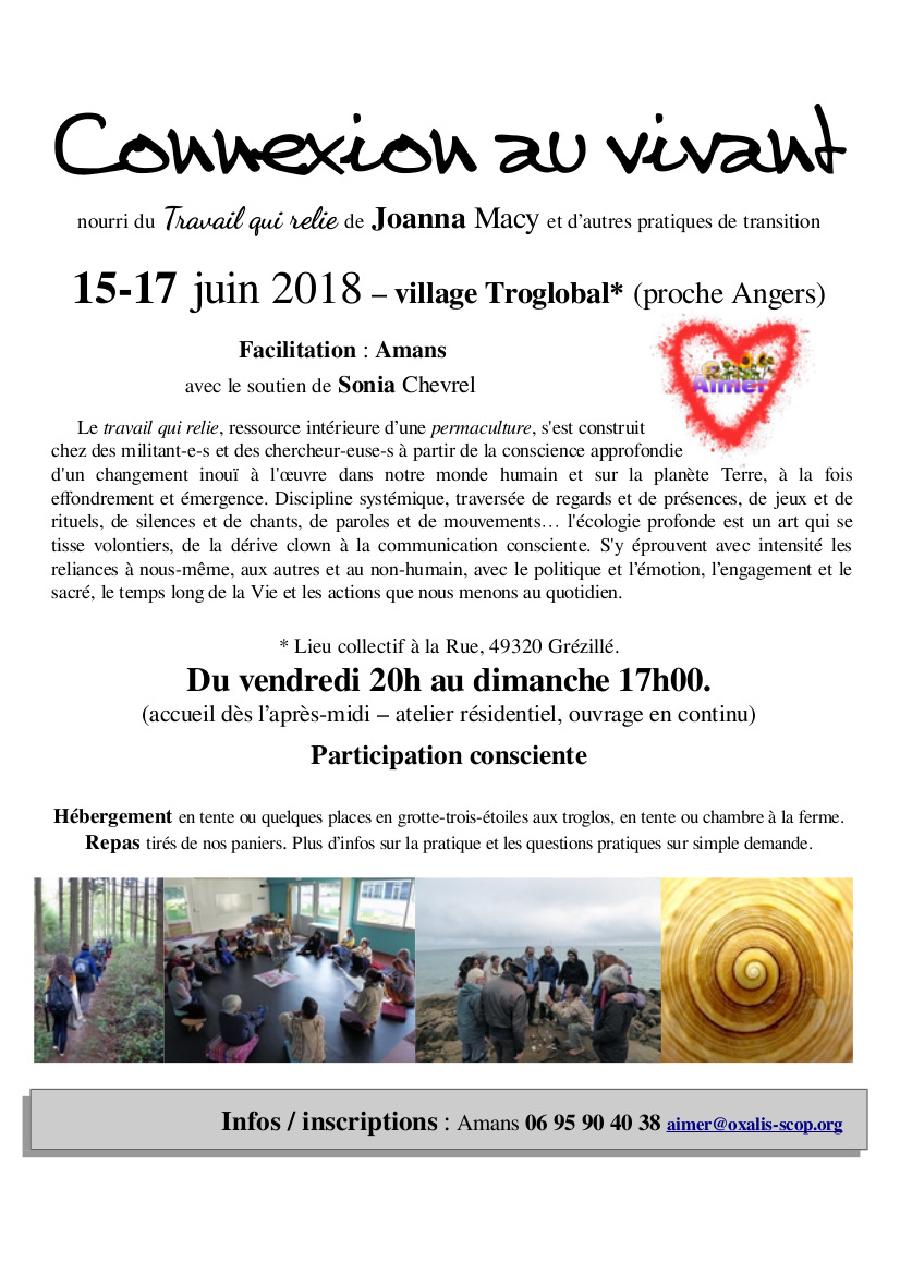 Connexion au vivant
nourri du Travail qui relie de Joanna Macy et d’autres pratiques de transition
15-17 juin 2018 – village Troglobal* (proche Angers)
Facilitation : Amans
avec le soutien de Sonia Chevrel
Aimer
Le travail qui relie, ressource intérieure d’une permaculture, s'est construit
chez des militant-e-s et des chercheur-euse-s à partir de la conscience approfondie
d'un changement inouï à l'œuvre dans notre monde humain et sur la planète Terre, à la fois
effondrement et émergence. Discipline systémique, traversée de regards et de présences, de jeux et de
rituels, de silences et de chants, de paroles et de mouvements… l'écologie profonde est un art qui se
tisse volontiers, de la dérive clown à la communication consciente. S'y éprouvent avec intensité les
reliances à nous-même, aux autres et au non-humain, avec le politique et l’émotion, l’engagement et le
sacré, le temps long de la Vie et les actions que nous menons au quotidien.
* Lieu collectif à la Rue, 49320 Grézillé.
Du vendredi 20h au dimanche 17h00.
(accueil dès l’après-midi – atelier résidentiel, ouvrage en continu)
Participation consciente
Hébergement en tente ou quelques places en grotte-trois-étoiles aux troglos, en tente ou chambre à la ferme.
Repas tirés de nos paniers. Plus d’infos sur la pratique et les questions pratiques sur simple demande.
Infos / inscriptions : Amans 06 95 90 40 38 aimer@oxalis-scop.org